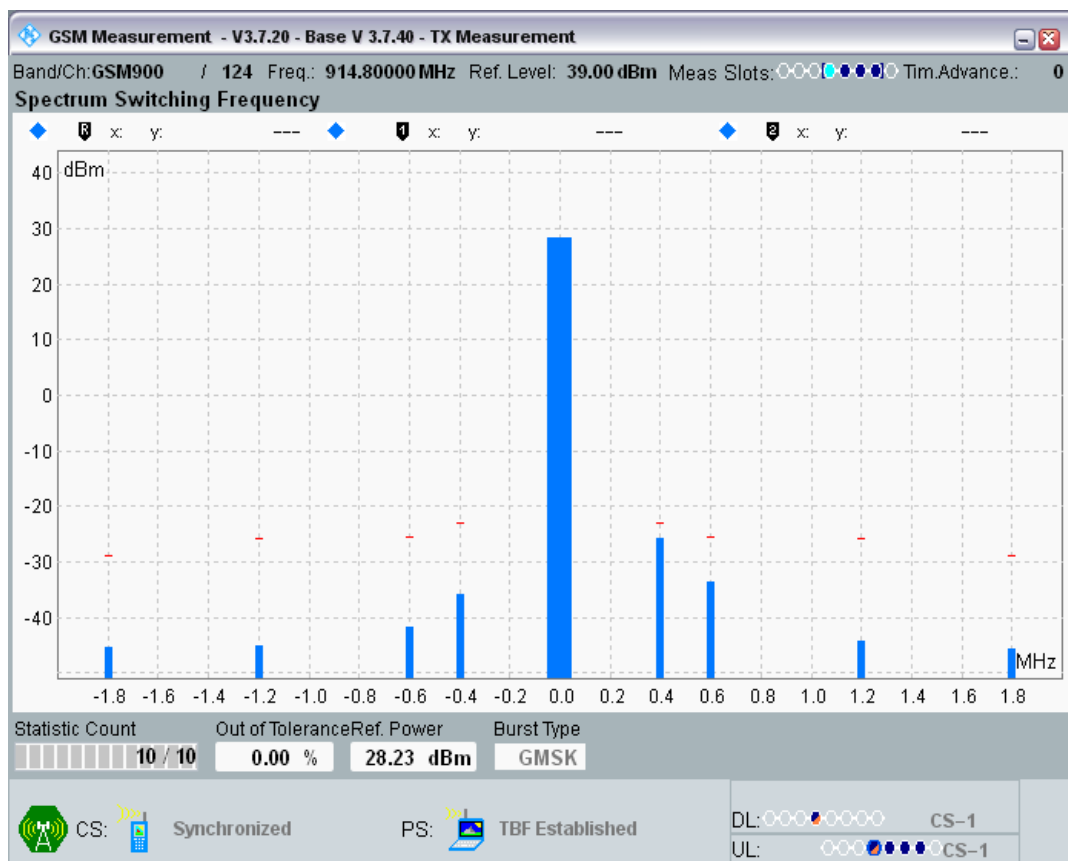 GSM Measurement - V3.7.20 - Base V 3.7.40 - TX Measurement
Band/Ch:GSM900 / 124 Freq.: 914.80000 MHz Ref. Level: 39.00 dBm Meas Slots: Tim.Advance.: 0
Spectrum Switching Frequency
R x: y: --- 1 x: y: --- 2 x: y: ---
dBm
40
30
20
10
0
-10
-20
-30
-40
MHz
-1.8 -1.6 -1.4 -1.2 -1.0 -0.8 -0.6 -0.4 -0.2 0.0 0.2 0.4 0.6 0.8 1.0 1.2 1.4 1.6 1.8
Statistic Count Out of Tolerance Ref. Power Burst Type
10 / 10 0.00 % 28.23 dBm GMSK
CS: Synchronized PS: TBF Established DL: CS-1
UL: CS-1